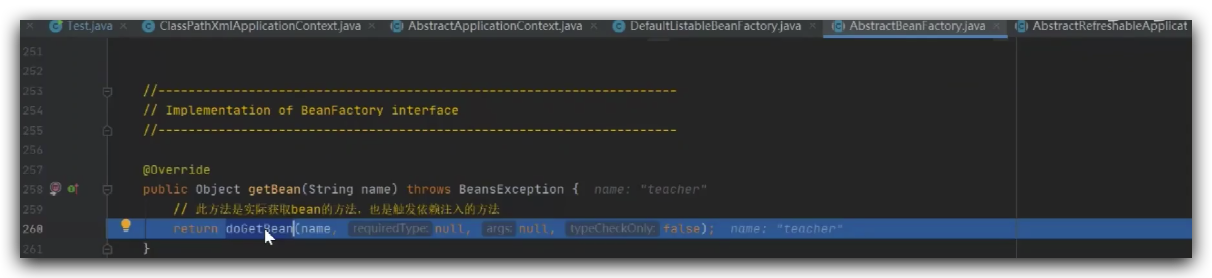 Test.java × ClassPathXmlApplicationContext.java × AbstractApplicationContext.java × DefaultListableBeanFactory.java × AbstractBeanFactory.java × AbstractRefreshableApplicat
251
252
253 //---------------------------------------------------------------------
254 // Implementation of BeanFactory interface
255 //---------------------------------------------------------------------
256
257 @Override
258 public Object getBean(String name) throws BeansException { name: "teacher"
259 // 此方法是实际获取bean的方法，也是触发依赖注入的方法
260 return doGetBean(name, requiredType: null, args: null, typeCheckOnly: false); name: "teacher"
261 }